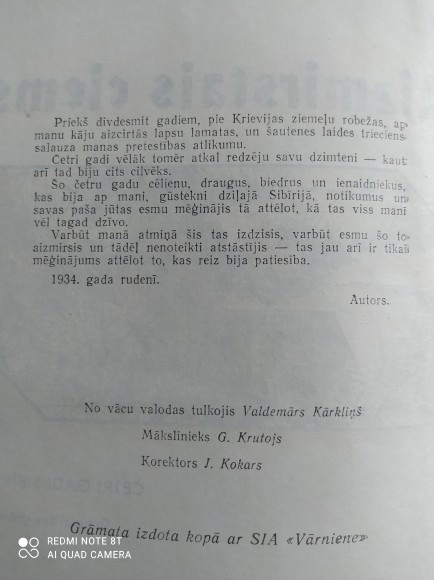 Priekš divdesmit gadiem, pie Krievijas ziemeļu robežas, ap
manu kāju aizcirtās lapsu lamatas, un šautenes laides trieciens
salauza manas pretestības atlikumu.
Četri gadi vēlāk tomēr atkal redzēju savu dzimteni — kaut
arī tad biju cits cilvēks.
Šo četru gadu cēlienu, draugus, biedrus un ienaidniekus,
kas bija ap mani, gūstekni dziļajā Sibīrijā, notikumus un
savas paša jūtas esmu mēģinājis tā attēlot, kā tas viss manī
vēl tagad dzīvo.
Varbūt manā atmiņā šis tas izdzisis, varbūt esmu šo to
aizmirsis un tādēļ nenoteikti atstāstījis — tas jau arī ir tikai
mēģinājums attēlot to, kas reiz bija patiesība.
1934. gada rudenī.
Autors.
No vācu valodas tulkojis Valdemārs Kārkliņš
Mākslinieks G. Krutojs
Korektors J. Kokars
Grāmata izdota kopā ar SIA «Vārniene»
REDMI NOTE 8T
AI QUAD CAMERA